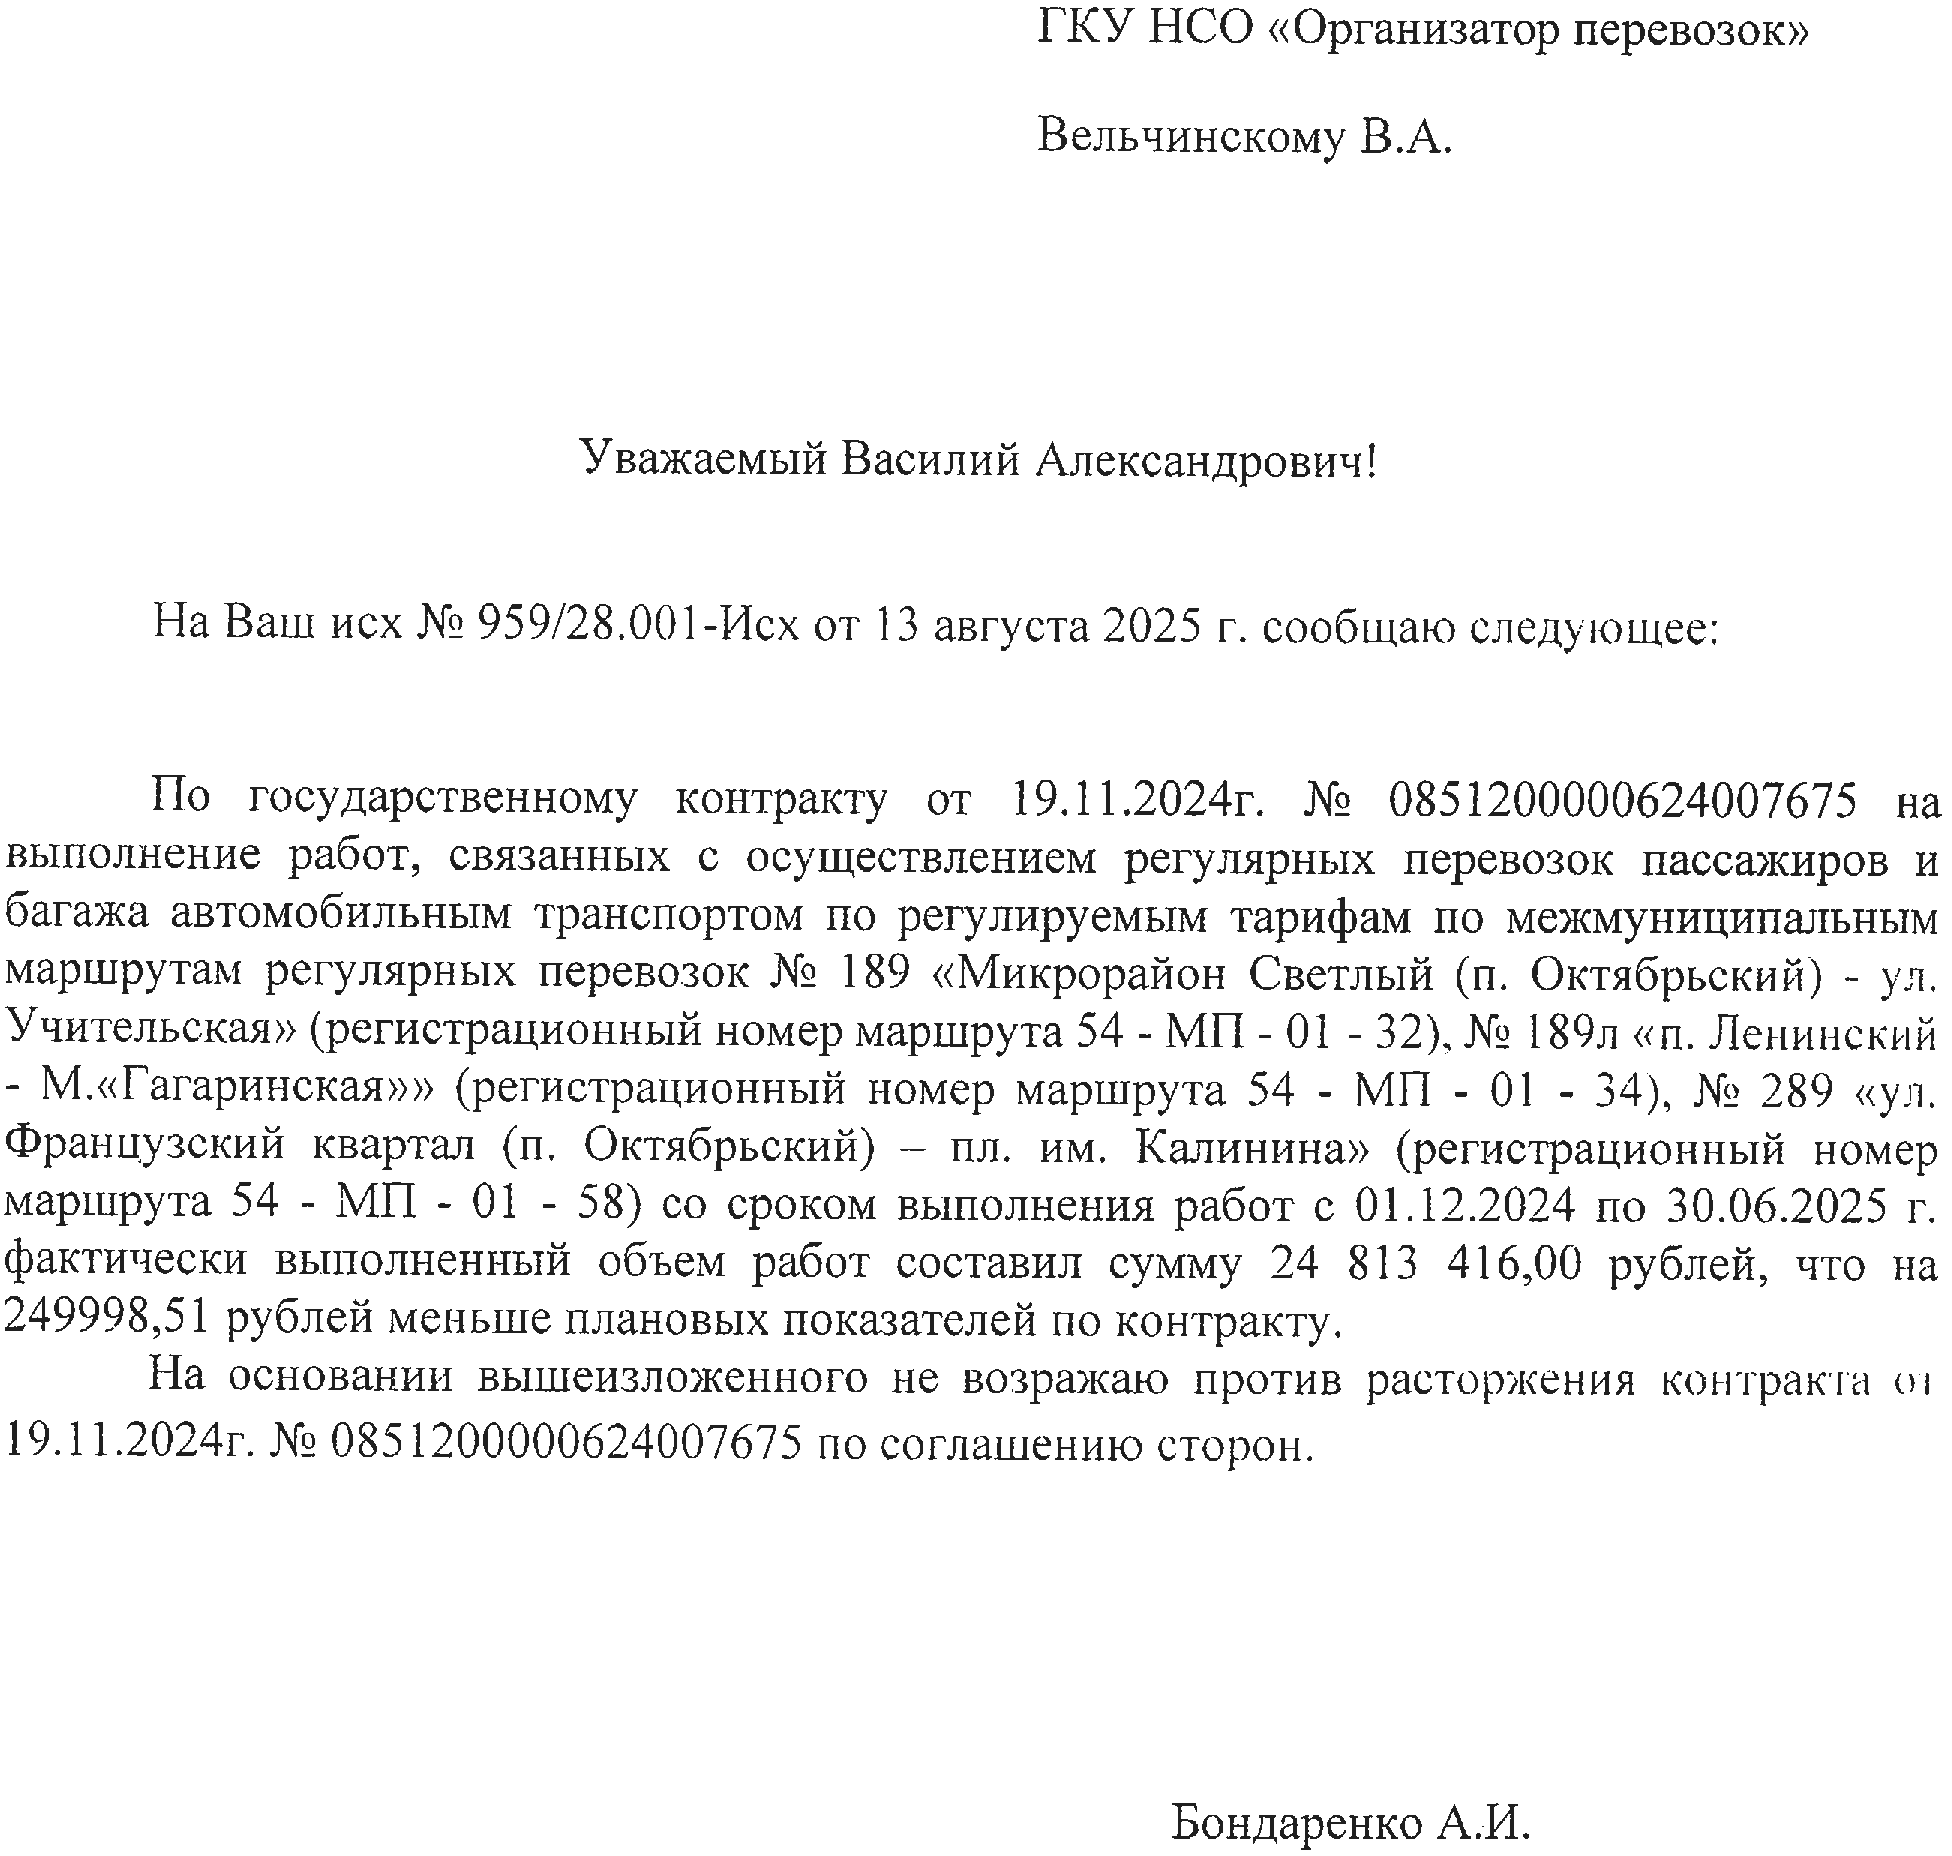 ГКУ НСО «Организатор перевозок»
Вельчинскому В.А.
Уважаемый Василий Александрович!
На Ваш исх № 959/28.001-Исх от 13 августа 2025 г. сообщаю следующее:
По государственному контракту от 19.11.2024г. № 0851200000624007675 на
выполнение работ, связанных с осуществлением регулярных перевозок пассажиров и
багажа автомобильным транспортом по регулируемым тарифам по межмуниципальным
маршрутам регулярных перевозок № 189 «Микрорайон Светлый (п. Октябрьский) - ул.
Учительская» (регистрационный номер маршрута 54 - МП - 01 - 32), № 189л «п. Ленинский
- М.«Гагаринская»» (регистрационный номер маршрута 54 - МП - 01 - 34), № 289 «ул.
Французский квартал (п. Октябрьский) – пл. им. Калинина» (регистрационный номер
маршрута 54 - МП - 01 - 58) со сроком выполнения работ с 01.12.2024 по 30.06.2025 г.
фактически выполненный объем работ составил сумму 24 813 416,00 рублей, что на
249998,51 рублей меньше плановых показателей по контракту.
На основании вышеизложенного не возражаю против расторжения контракта от
19.11.2024г. № 0851200000624007675 по соглашению сторон.
Бондаренко А.И.